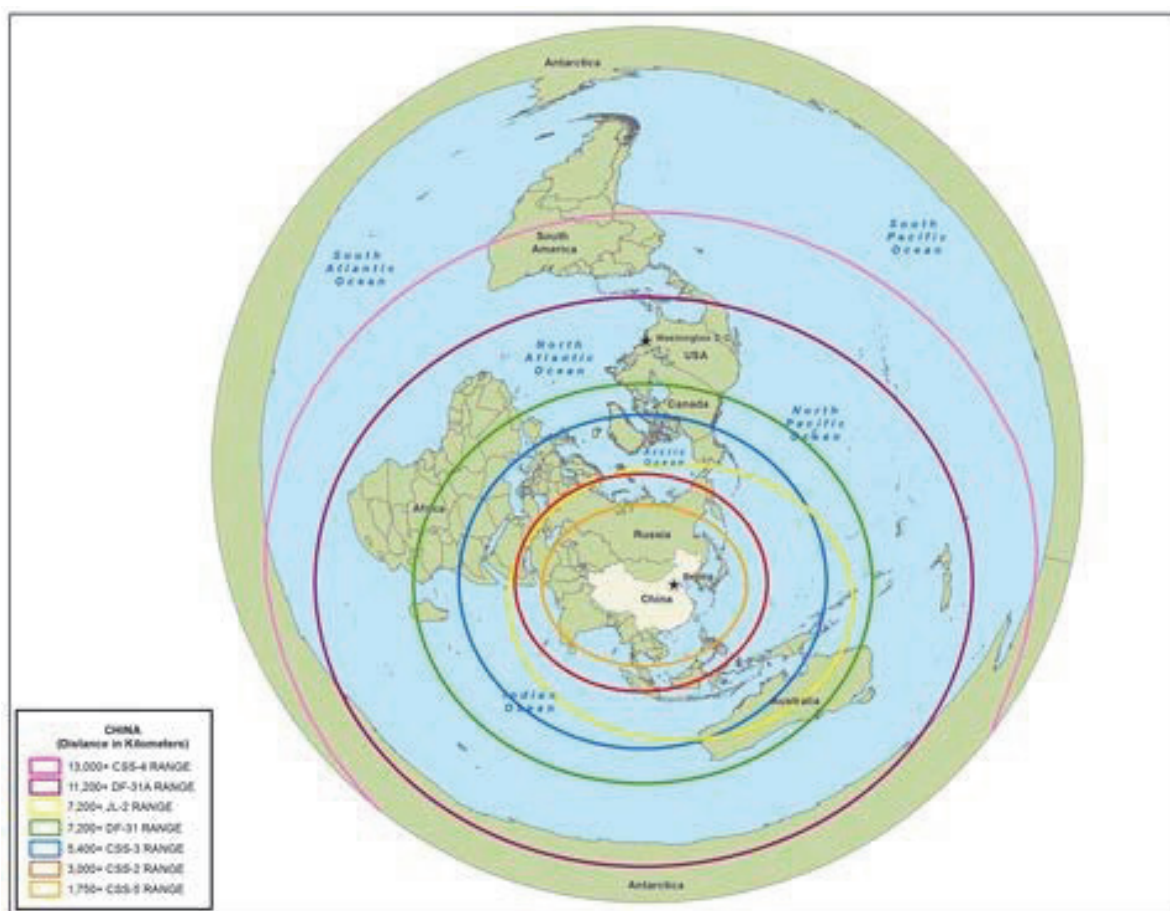 Antarctica
South
Pacific
Ocean
South
America
South
Atlantic
Ocean
Washington D.C.
North
Atlantic
Ocean
USA
Canada
North
Pacific
Ocean
Arctic
Ocean
Africa
Russia
Beijing
China
Indian
Ocean
Australia
Antarctica
CHINA
(Distance in Kilometers)
13,000+ CSS-4 RANGE
11,200+ DF-31A RANGE
7,200+ JL-2 RANGE
7,200+ DF-31 RANGE
5,400+ CSS-3 RANGE
3,000+ CSS-2 RANGE
1,750+ CSS-5 RANGE